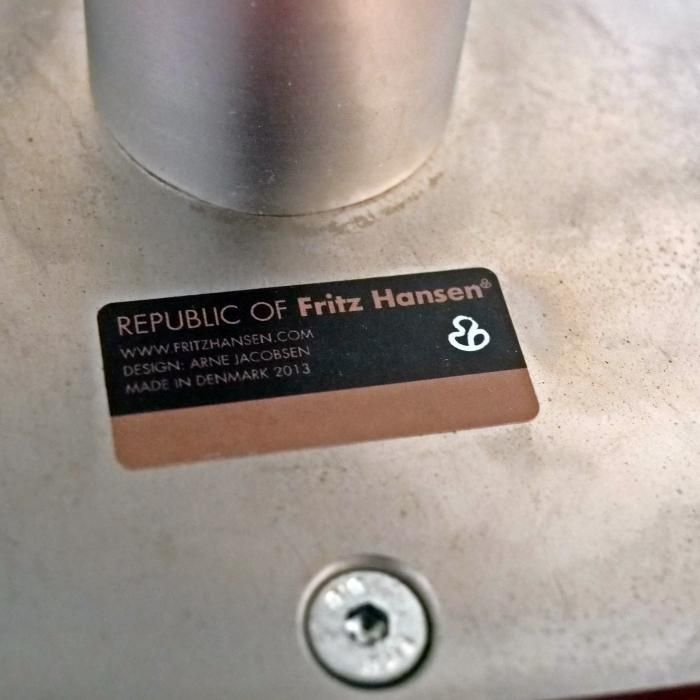 REPUBLIC OF Fritz Hansen®
WWW.FRITZHANSEN.COM
DESIGN: ARNE JACOBSEN
MADE IN DENMARK 2013